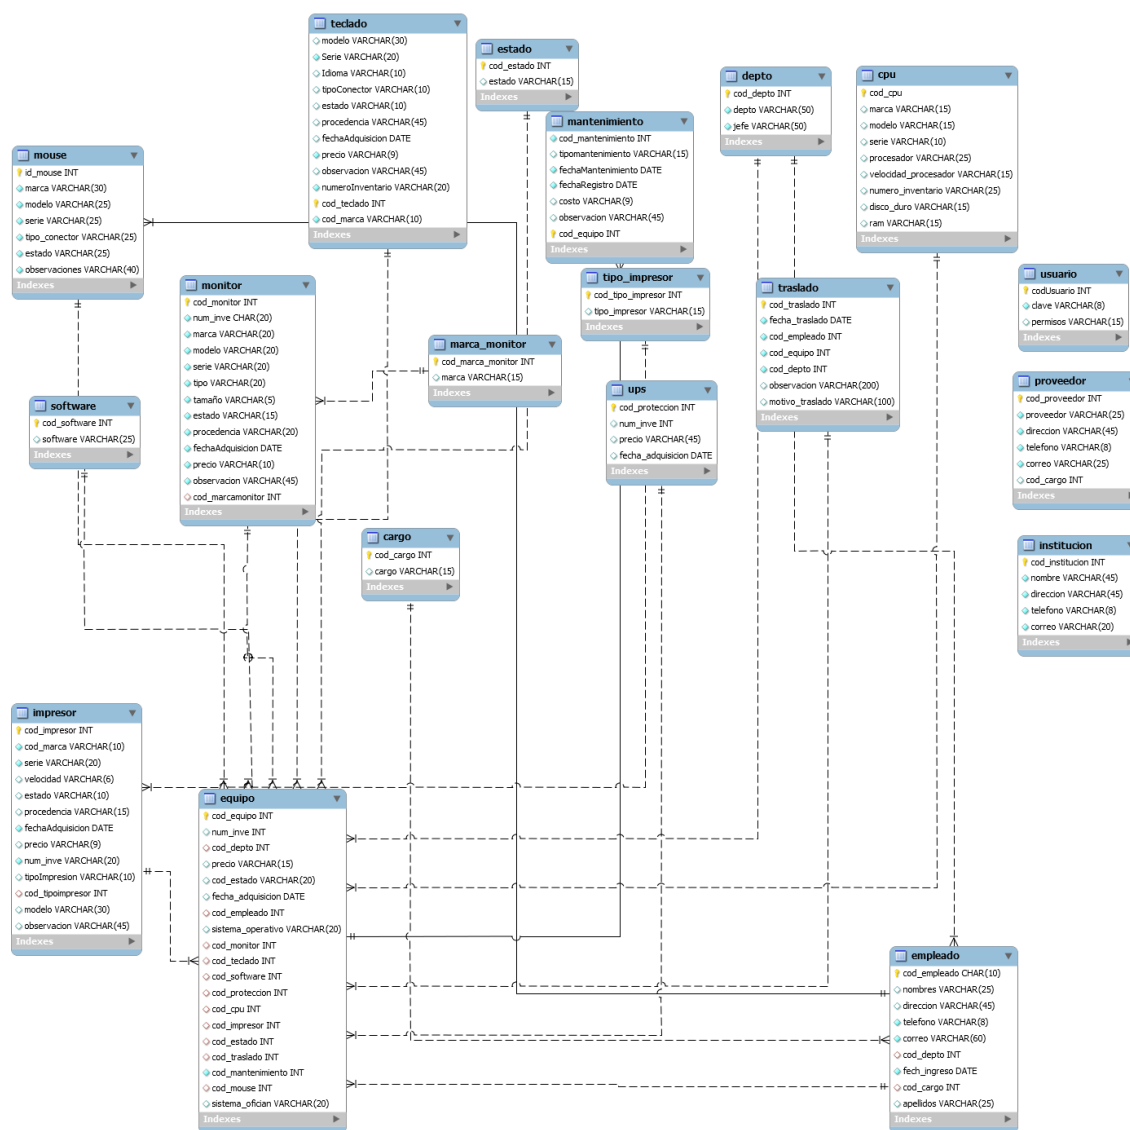 teclado
modelo VARCHAR(30)
Serie VARCHAR(20)
Idioma VARCHAR(10)
tipoConector VARCHAR(10)
estado VARCHAR(10)
procedencia VARCHAR(45)
fechaAdquisicion DATE
precio VARCHAR(9)
observacion VARCHAR(45)
numeroInventario VARCHAR(20)
cod_teclado INT
cod_marca VARCHAR(10)
Indexes
estado
cod_estado INT
estado VARCHAR(15)
Indexes
depto
cod_depto INT
depto VARCHAR(50)
jefe VARCHAR(50)
Indexes
cpu
cod_cpu
marca VARCHAR(15)
modelo VARCHAR(15)
serie VARCHAR(10)
procesador VARCHAR(25)
velocidad_procesador VARCHAR(15)
numero_inventario VARCHAR(25)
disco_duro VARCHAR(15)
ram VARCHAR(15)
Indexes
mantenimiento
cod_mantenimiento INT
tipomantenimiento VARCHAR(15)
fechaMantenimiento DATE
fechaRegistro DATE
costo VARCHAR(9)
observacion VARCHAR(45)
cod_equipo INT
Indexes
mouse
id_mouse INT
marca VARCHAR(30)
modelo VARCHAR(25)
serie VARCHAR(25)
tipo_conector VARCHAR(25)
estado VARCHAR(25)
observaciones VARCHAR(40)
Indexes
monitor
cod_monitor INT
num_inve CHAR(20)
marca VARCHAR(20)
modelo VARCHAR(20)
serie VARCHAR(20)
tipo VARCHAR(20)
tamaño VARCHAR(5)
estado VARCHAR(15)
procedencia VARCHAR(20)
fechaAdquisicion DATE
precio VARCHAR(10)
observacion VARCHAR(45)
cod_marcamonitor INT
Indexes
tipo_impresor
cod_tipo_impresor INT
tipo_impresor VARCHAR(15)
Indexes
traslado
cod_traslado INT
fecha_traslado DATE
cod_empleado INT
cod_equipo INT
cod_depto INT
observacion VARCHAR(200)
motivo_traslado VARCHAR(100)
Indexes
usuario
codUsuario INT
clave VARCHAR(8)
permisos VARCHAR(15)
Indexes
marca_monitor
cod_marca_monitor INT
marca VARCHAR(15)
Indexes
ups
cod_proteccion INT
num_inve INT
precio VARCHAR(45)
fecha_adquisicion DATE
Indexes
proveedor
cod_proveedor INT
proveedor VARCHAR(25)
direccion VARCHAR(45)
telefono VARCHAR(8)
correo VARCHAR(25)
cod_cargo INT
Indexes
software
cod_software INT
software VARCHAR(25)
Indexes
cargo
cod_cargo INT
cargo VARCHAR(15)
Indexes
institucion
cod_institucion INT
nombre VARCHAR(45)
direccion VARCHAR(45)
telefono VARCHAR(8)
correo VARCHAR(20)
Indexes
impresor
cod_impresor INT
cod_marca VARCHAR(10)
serie VARCHAR(20)
velocidad VARCHAR(6)
estado VARCHAR(10)
procedencia VARCHAR(15)
fechaAdquisicion DATE
precio VARCHAR(9)
num_inve VARCHAR(20)
tipoImpresion VARCHAR(10)
cod_tipoimpresor INT
modelo VARCHAR(30)
observacion VARCHAR(45)
Indexes
equipo
cod_equipo INT
num_inve INT
cod_depto INT
precio VARCHAR(15)
cod_estado VARCHAR(20)
fecha_adquisicion DATE
cod_empleado INT
sistema_operativo VARCHAR(20)
cod_monitor INT
cod_teclado INT
cod_software INT
cod_proteccion INT
cod_cpu INT
cod_impresor INT
cod_estado INT
cod_traslado INT
cod_mantenimiento INT
cod_mouse INT
sistema_ofician VARCHAR(20)
Indexes
empleado
cod_empleado CHAR(10)
nombres VARCHAR(25)
direccion VARCHAR(45)
telefono VARCHAR(8)
correo VARCHAR(60)
cod_depto INT
fech_ingreso DATE
cod_cargo INT
apellidos VARCHAR(25)
Indexes